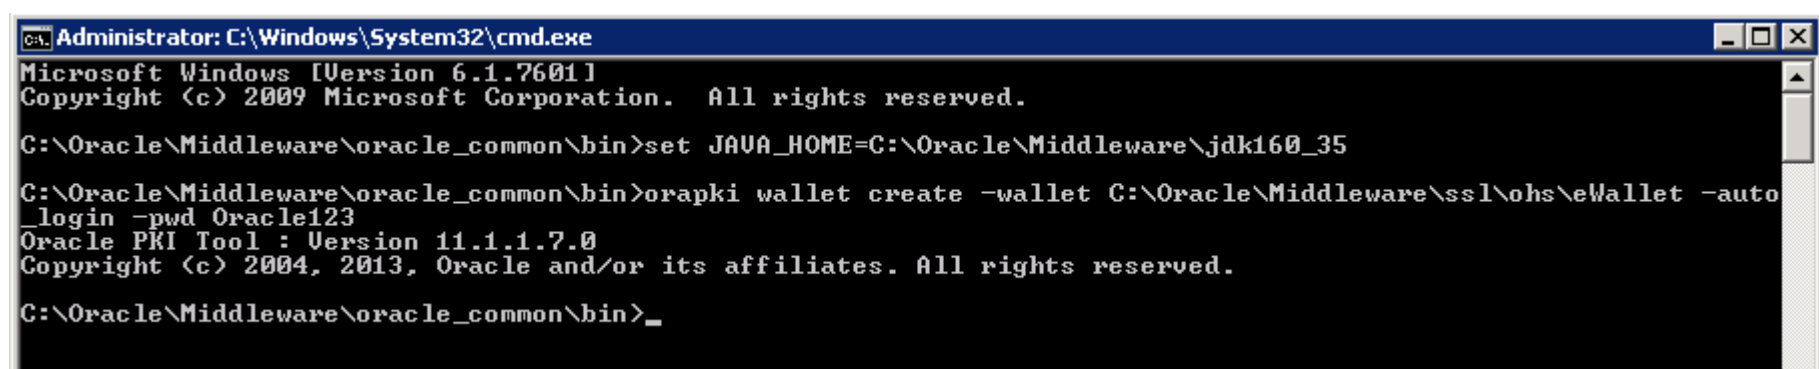 Administrator: C:\Windows\System32\cmd.exe
Microsoft Windows [Version 6.1.7601]
Copyright (c) 2009 Microsoft Corporation.  All rights reserved.
C:\Oracle\Middleware\oracle_common\bin>set JAVA_HOME=C:\Oracle\Middleware\jdk160_35
C:\Oracle\Middleware\oracle_common\bin>orapki wallet create -wallet C:\Oracle\Middleware\ssl\ohs\eWallet -auto
_login -pwd Oracle123
Oracle PKI Tool : Version 11.1.1.7.0
Copyright (c) 2004, 2013, Oracle and/or its affiliates. All rights reserved.
C:\Oracle\Middleware\oracle_common\bin>_